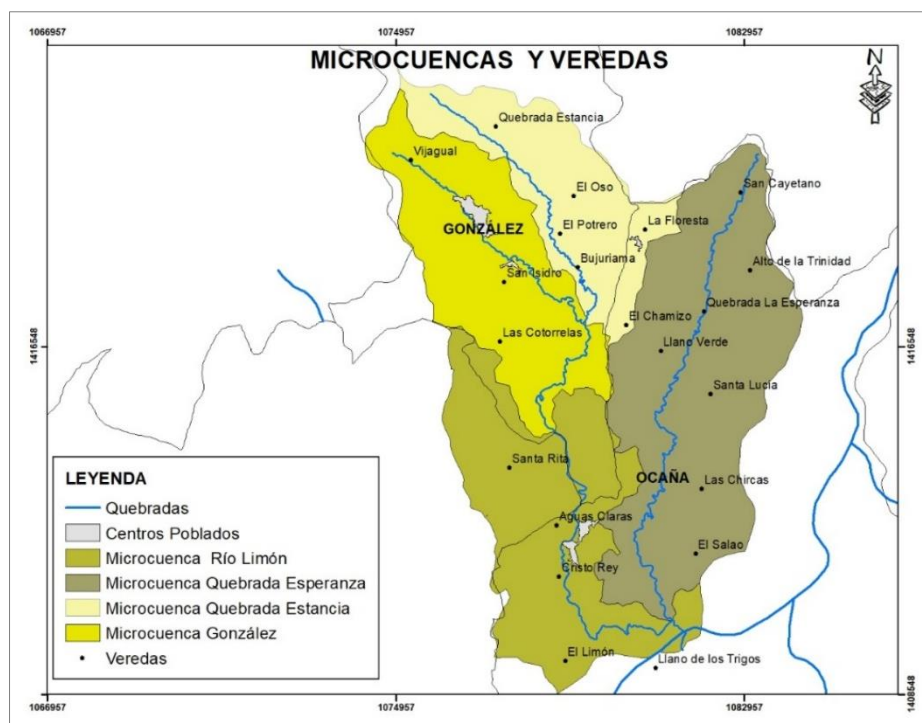 1066957
1074957
1082957
MICROCUENCAS Y VEREDAS
N
Quebrada Estancia
Vijagual
San Cayetano
El Oso
GONZÁLEZ
El Potrero
La Floresta
Bujuriama
Alto de la Trinidad
San Isidro
Quebrada La Esperanza
El Chamizo
Las Cotorrelas
Llano Verde
1416548
1416548
Santa Lucía
Santa Rita
OCAÑA
Las Chircas
Aguas Claras
El Salao
Cristo Rey
El Limón
Llano de los Trigos
LEYENDA
Quebradas
Centros Poblados
Microcuenca Río Limón
Microcuenca Quebrada Esperanza
Microcuenca Quebrada Estancia
Microcuenca González
Veredas
1408548
1066957
1074957
1082957